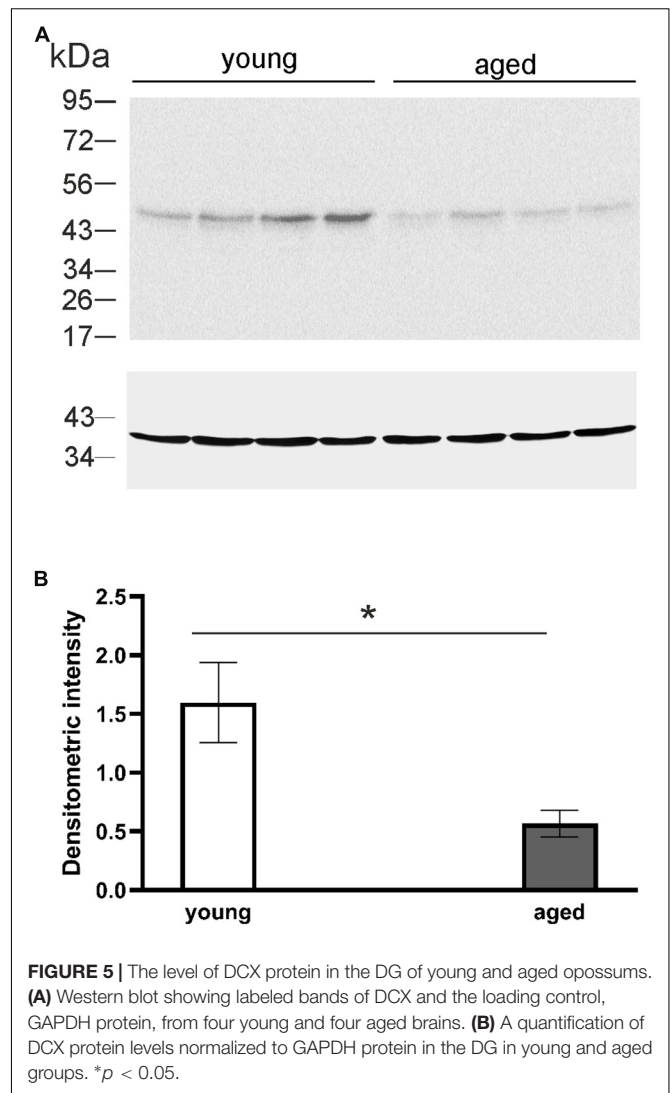 A
kDa
young aged
95
72
56
43
34
26
17
43
34
B
Densitometric intensity
2.5
2.0
1.5
1.0
0.5
0.0
*
young aged
FIGURE 5 | The level of DCX protein in the DG of young and aged opossums.
(A) Western blot showing labeled bands of DCX and the loading control,
GAPDH protein, from four young and four aged brains. (B) A quantification of
DCX protein levels normalized to GAPDH protein in the DG in young and aged
groups. *p < 0.05.